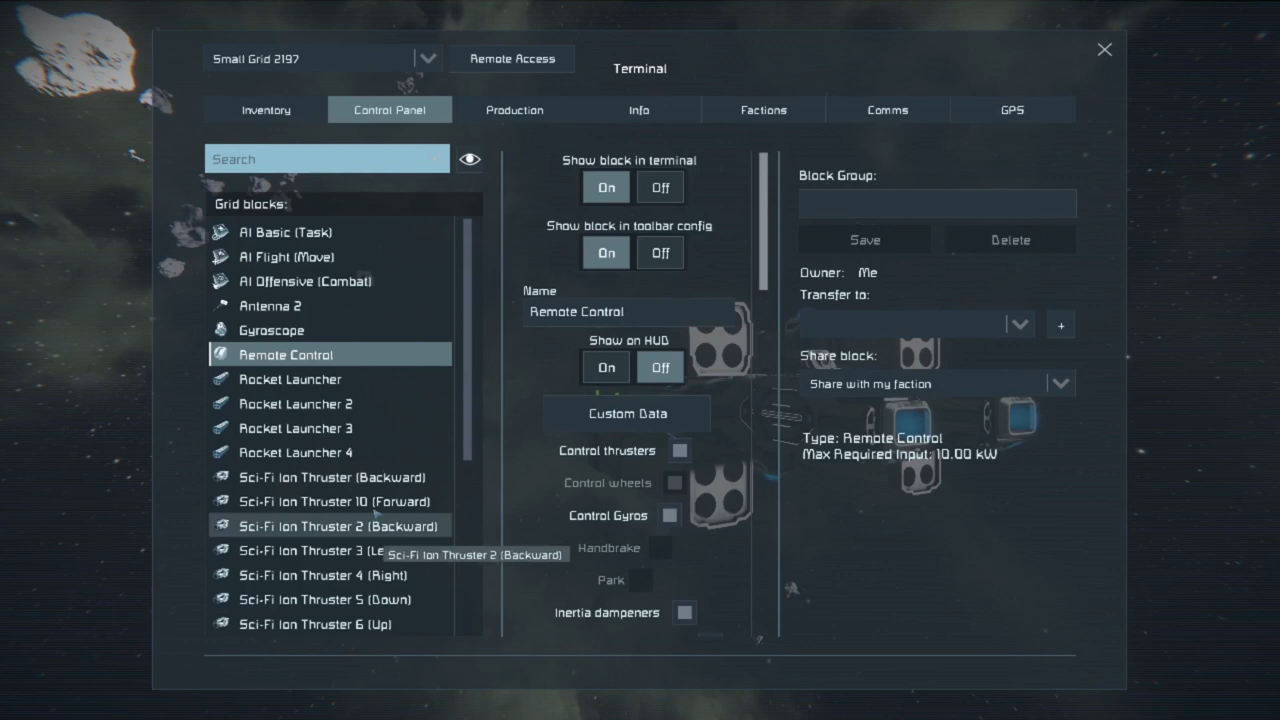 Small Grid 2197
Remote Access
Terminal
Inventory
Control Panel
Production
Info
Factions
Comms
GPS
Search
Grid blocks:
AI Basic (Task)
AI Flight (Move)
AI Offensive (Combat)
Antenna 2
Gyroscope
Remote Control
Rocket Launcher
Rocket Launcher 2
Rocket Launcher 3
Rocket Launcher 4
Sci-Fi Ion Thruster (Backward)
Sci-Fi Ion Thruster 10 (Forward)
Sci-Fi Ion Thruster 2 (Backward)
Sci-Fi Ion Thruster 3 (Le
Sci-Fi Ion Thruster 2 (Backward)
Sci-Fi Ion Thruster 4 (Right)
Sci-Fi Ion Thruster 5 (Down)
Sci-Fi Ion Thruster 6 (Up)
Show block in terminal
On Off
Show block in toolbar config
On Off
Name
Remote Control
Show on HUD
On Off
Custom Data
Control thrusters
Control wheels
Control Gyros
Handbrake
Park
Inertia dampeners
Block Group:
Save
Delete
Owner: Me
Transfer to:
+
Share block:
Share with my faction
Type: Remote Control
Max Required Input: 10.00 kW